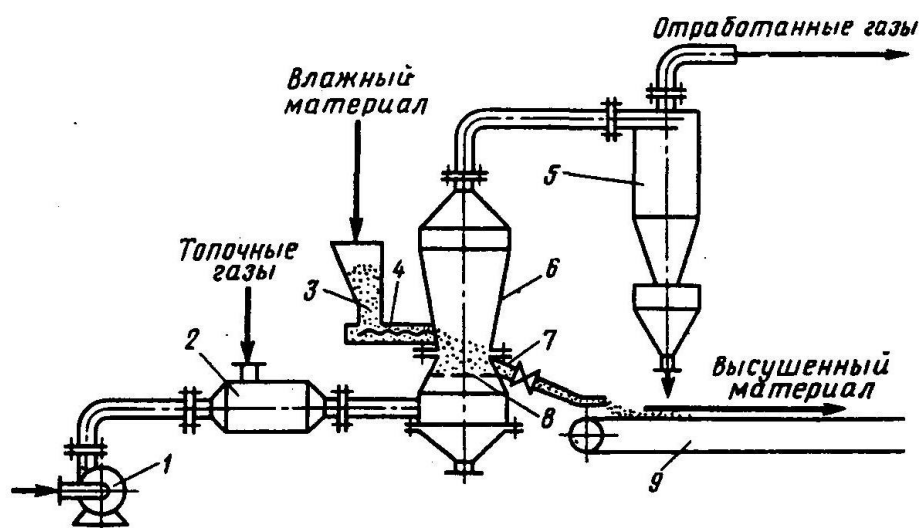 Отработанные газы
Влажный
материал
5
Топочные
газы
3
4
6
2
7
Высушенный
материал
8
1
9